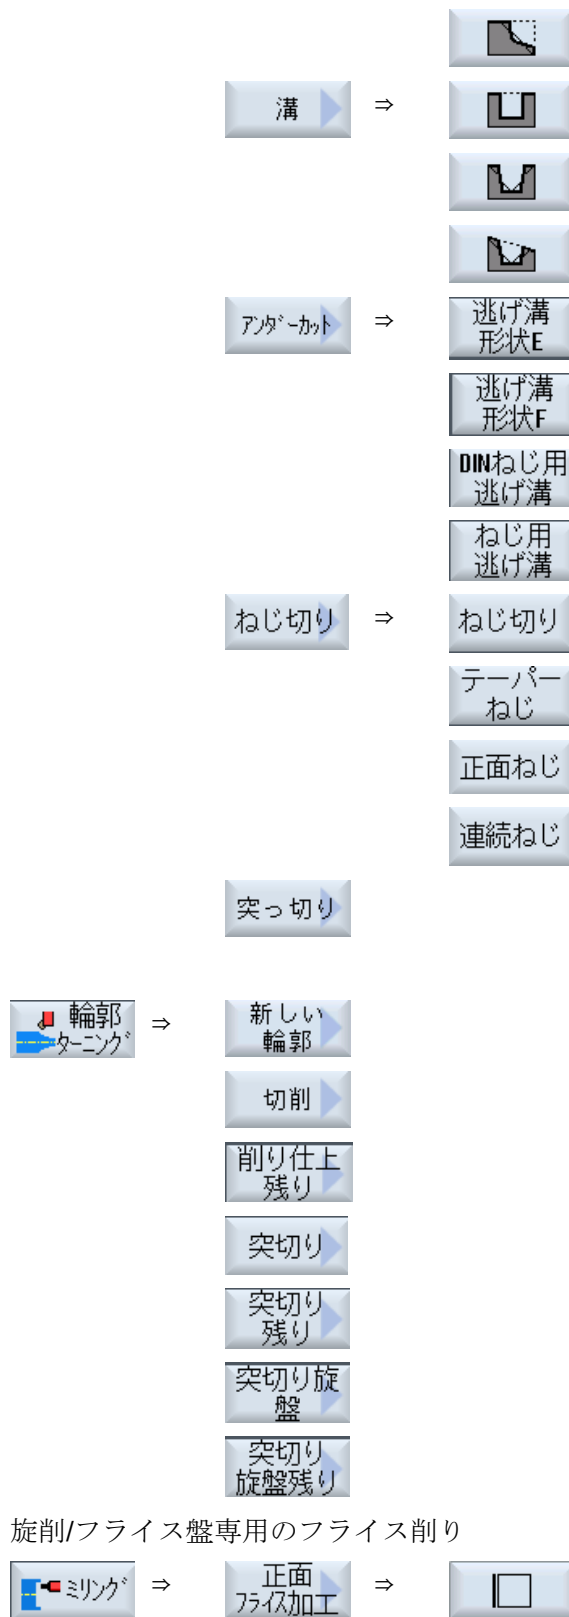 溝 ⇒
アンダーカット ⇒
逃げ溝
形状E
逃げ溝
形状F
DINねじ用
逃げ溝
ねじ用
逃げ溝
ねじ切り ⇒ ねじ切り
テーパー
ねじ
正面ねじ
連続ねじ
突っ切り
輪郭
ターニング ⇒
新しい
輪郭
切削
削り仕上
残り
突切り
突切り
残り
突切り旋
盤
突切り
旋盤残り
旋削/フライス盤専用のフライス削り
ミリング ⇒
正面
フライス加工 ⇒